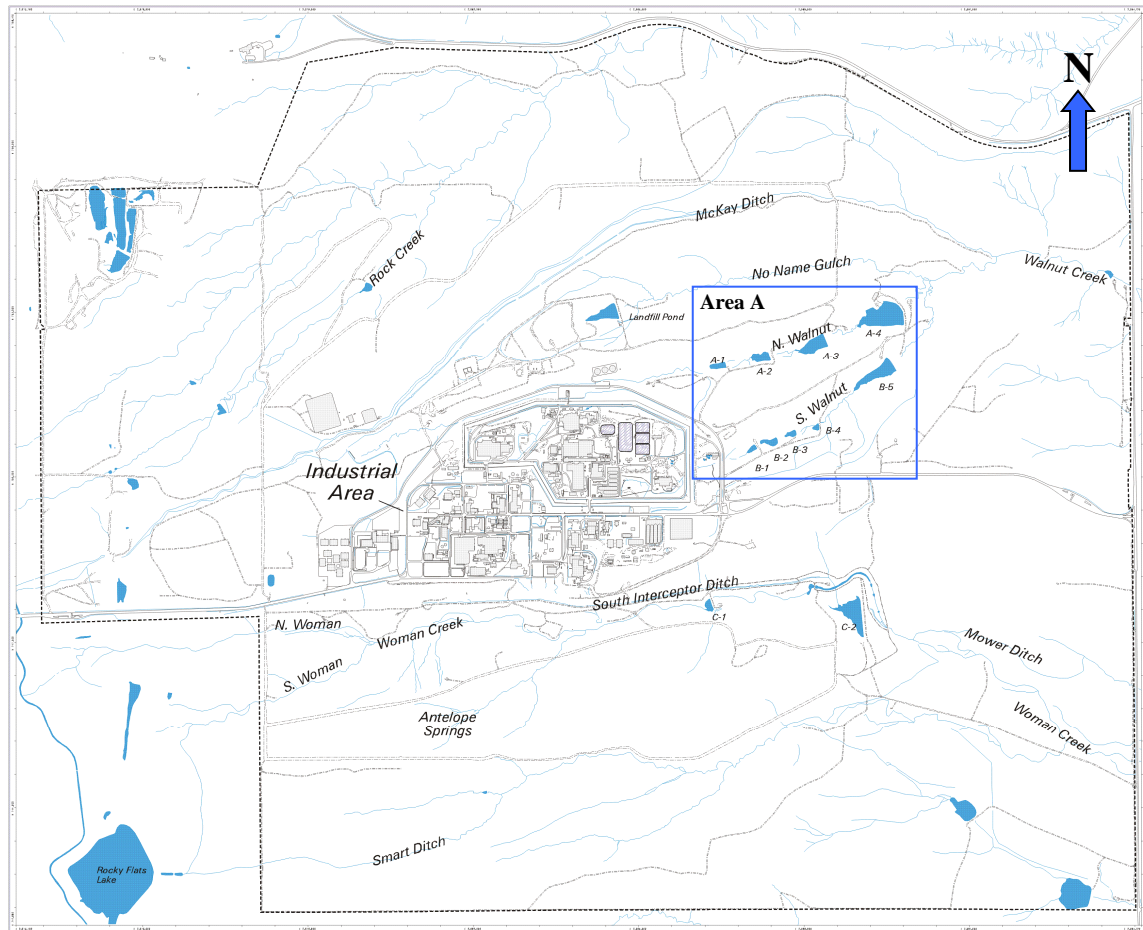 N
McKay Ditch
Rock Creek
No Name Gulch
Walnut Creek
Area A
Landfill Pond
N. Walnut
A-4
A-1
A-2
A-3
B-5
S. Walnut
B-4
B-3
B-2
B-1
Industrial
Area
South Interceptor Ditch
C-1
C-2
N. Woman
Woman Creek
S. Woman
Mower Ditch
Antelope
Springs
Woman Creek
Smart Ditch
Rocky Flats
Lake